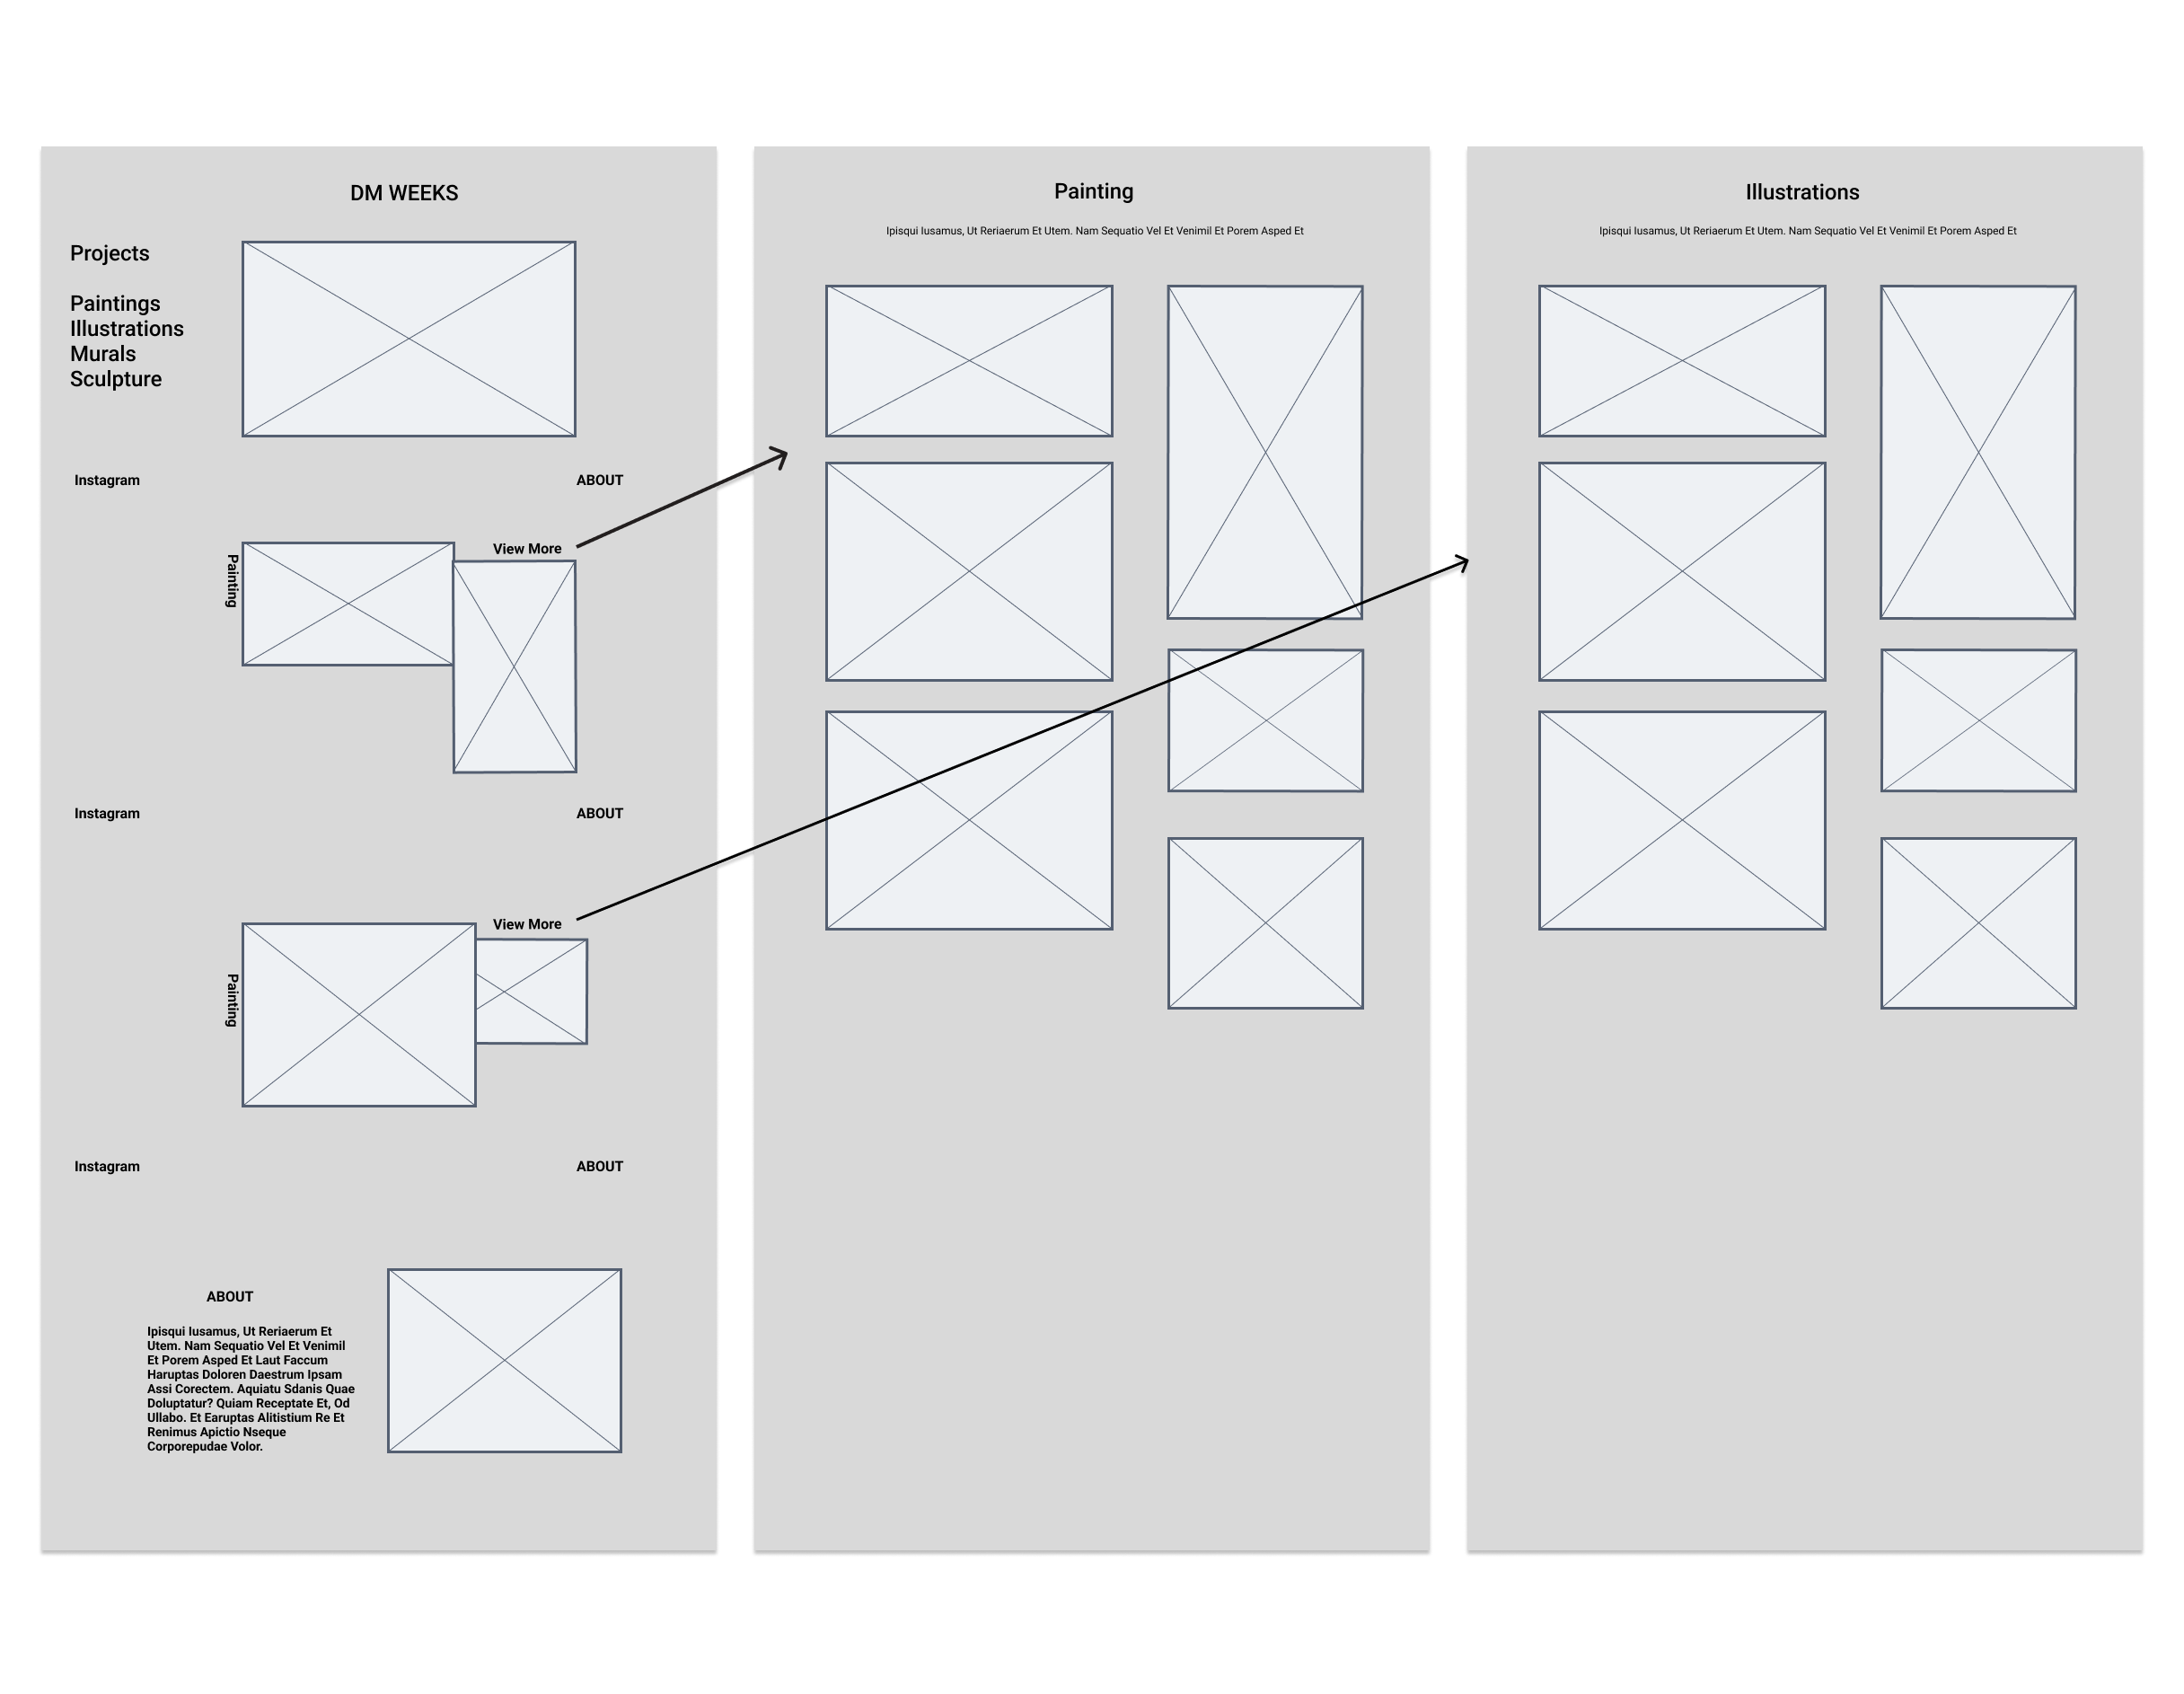 DM WEEKS
Projects
Paintings
Illustrations
Murals
Sculpture
Instagram
ABOUT
Painting
View More
Instagram
ABOUT
View More
Painting
Instagram
ABOUT
ABOUT
Ipisqui Iusamus, Ut Reriaerum Et
Utem. Nam Sequatio Vel Et Venimil
Et Porem Asped Et Laut Faccum
Haruptas Doloren Daestrum Ipsam
Assi Corectem. Aquiatu Sdanis Quae
Doluptatur? Quiam Receptate Et, Od
Ullabo. Et Earuptas Alitistium Re Et
Renimus Apictio Nseque
Corporepudae Volor.
Painting
Ipisqui Iusamus, Ut Reriaerum Et Utem. Nam Sequatio Vel Et Venimil Et Porem Asped Et
Illustrations
Ipisqui Iusamus, Ut Reriaerum Et Utem. Nam Sequatio Vel Et Venimil Et Porem Asped Et